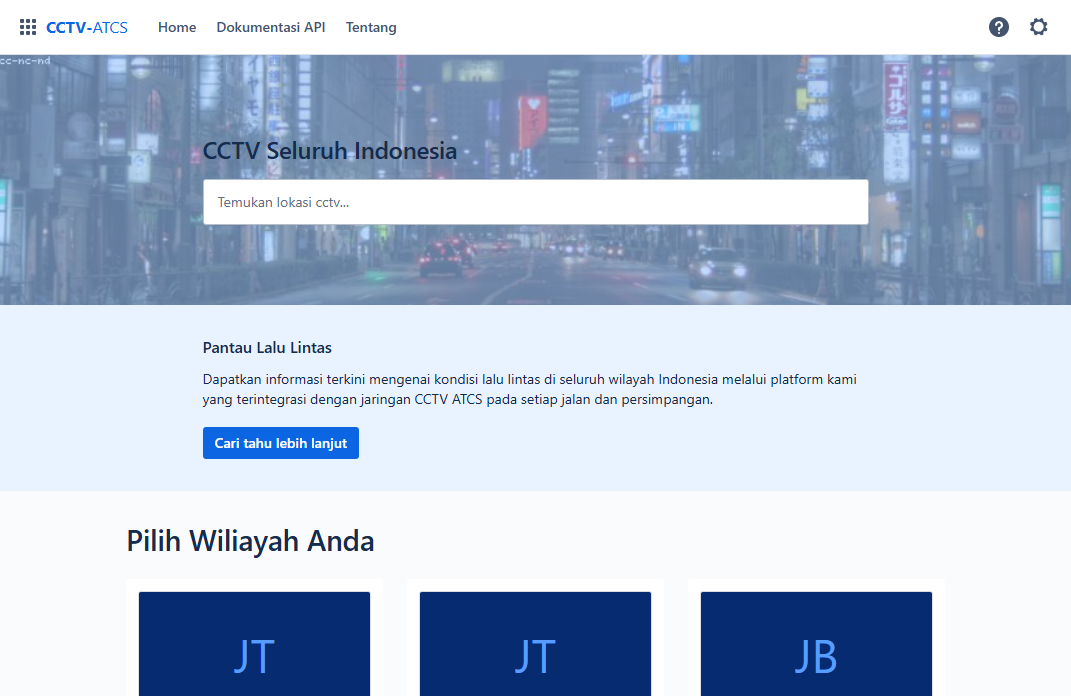 CCTV-ATCS Home Dokumentasi API Tentang
cc-nc-nd
CCTV Seluruh Indonesia
Temukan lokasi cctv...
Pantau Lalu Lintas
Dapatkan informasi terkini mengenai kondisi lalu lintas di seluruh wilayah Indonesia melalui platform kami
yang terintegrasi dengan jaringan CCTV ATCS pada setiap jalan dan persimpangan.
Cari tahu lebih lanjut
Pilih Wiliayah Anda
JT JT JB